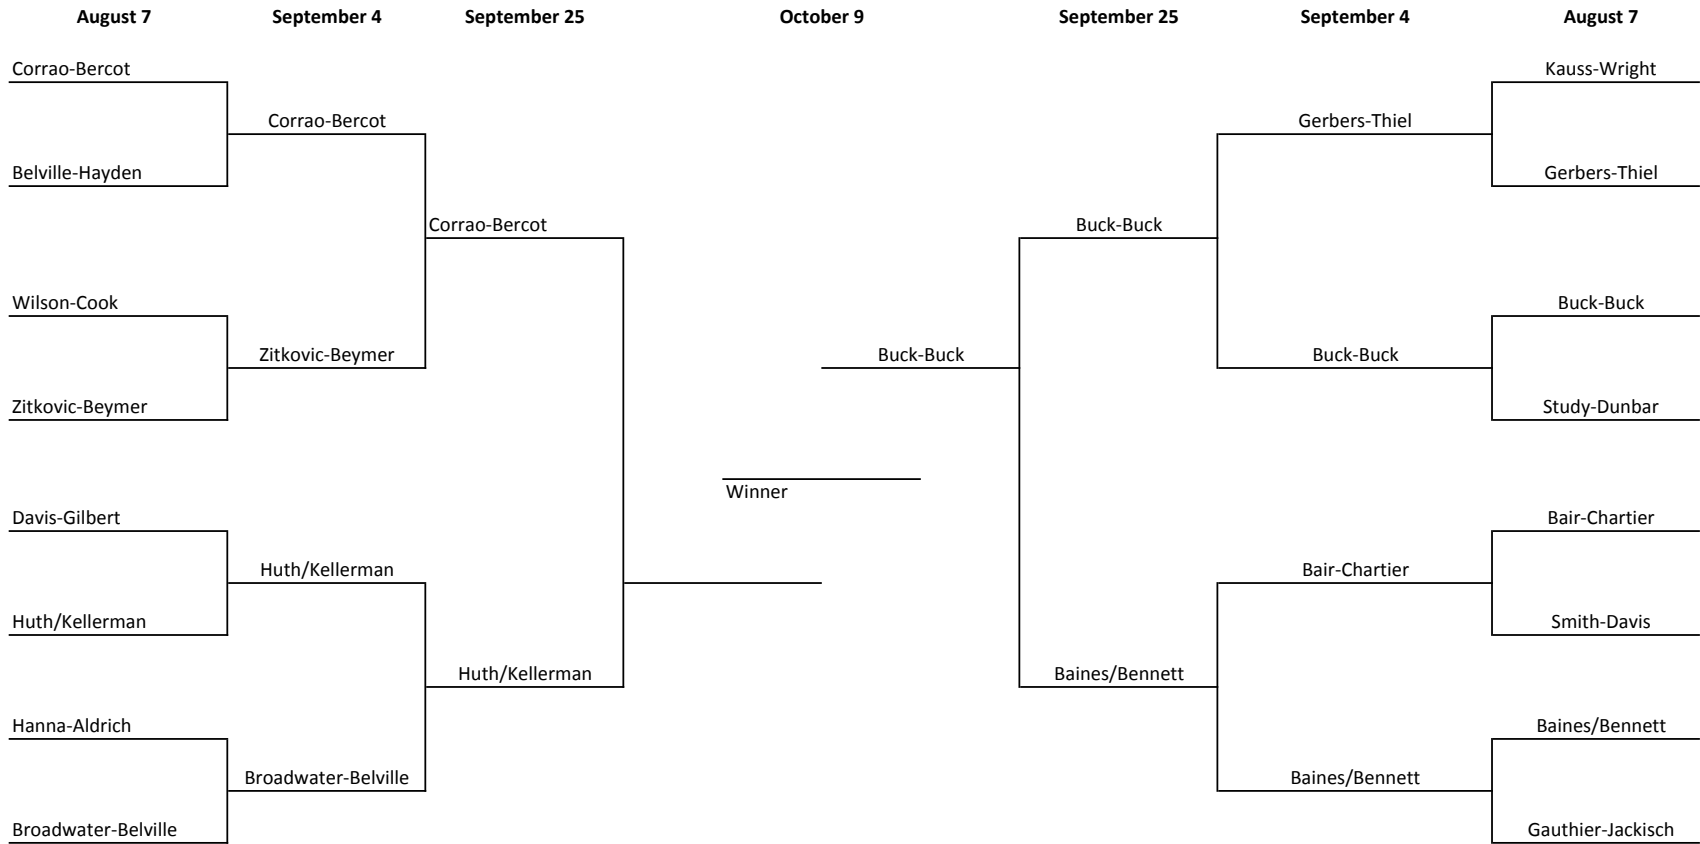 August 7 September 4 September 25 October 9 September 25 September 4 August 7
Corrao-Bercot Kauss-Wright
Corrao-Bercot Gerbers-Thiel
Belville-Hayden Gerbers-Thiel
Corrao-Bercot Buck-Buck
Wilson-Cook Buck-Buck
Zitkovic-Beymer Buck-Buck Buck-Buck
Zitkovic-Beymer Study-Dunbar
Winner
Davis-Gilbert Bair-Chartier
Huth/Kellerman Bair-Chartier
Huth/Kellerman Smith-Davis
Huth/Kellerman Baines/Bennett
Hanna-Aldrich Baines/Bennett
Broadwater-Belville Baines/Bennett
Broadwater-Belville Gauthier-Jackisch